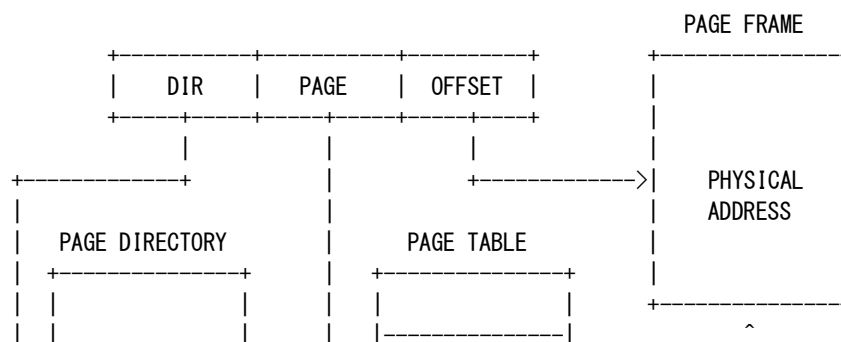 PAGE FRAME
DIR PAGE OFFSET
PHYSICAL
ADDRESS
PAGE DIRECTORY PAGE TABLE